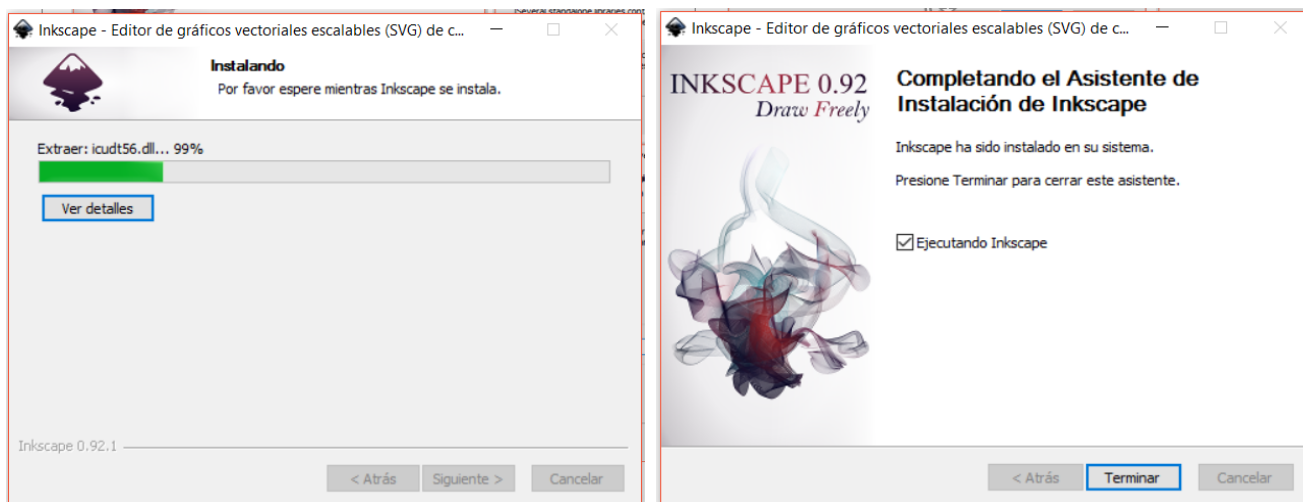 Inkscape - Editor de gráficos vectoriales escalables (SVG) de c...
Instalando
Por favor espere mientras Inkscape se instala.
Extraer: icudt56.dll... 99%
Ver detalles
Inkscape 0.92.1
< Atrás
Siguiente >
Cancelar
Inkscape - Editor de gráficos vectoriales escalables (SVG) de c...
INKSCAPE 0.92
Draw Freely
Completando el Asistente de
Instalación de Inkscape
Inkscape ha sido instalado en su sistema.
Presione Terminar para cerrar este asistente.
Ejecutando Inkscape
< Atrás
Terminar
Cancelar